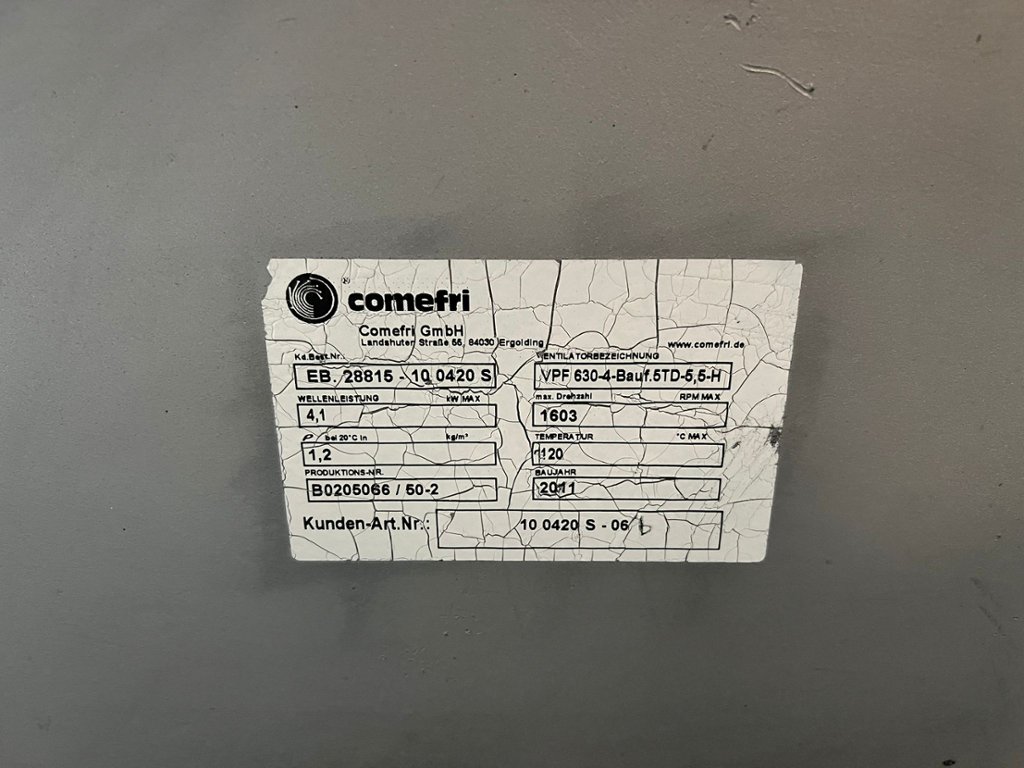 comefri
Comefri GmbH
Landshuter Straße 56, 84030 Ergolding
www.comefri.de
Kd.Best.Nr.
VENTILATORBEZEICHNUNG
EB. 28815 - 10 0420 S
VPF 630-4-Bauf.5TD-5,5-H
WELLENLEISTUNG kW MAX
max. Drehzahl RPM MAX
4,1
1603
ρ bei 20°C in kg/m³
TEMPERATUR °C MAX
1,2
120
PRODUKTIONS-NR.
BAUJAHR
B0205066 / 50-2
2011
Kunden-Art.Nr.: 10 0420 S - 06